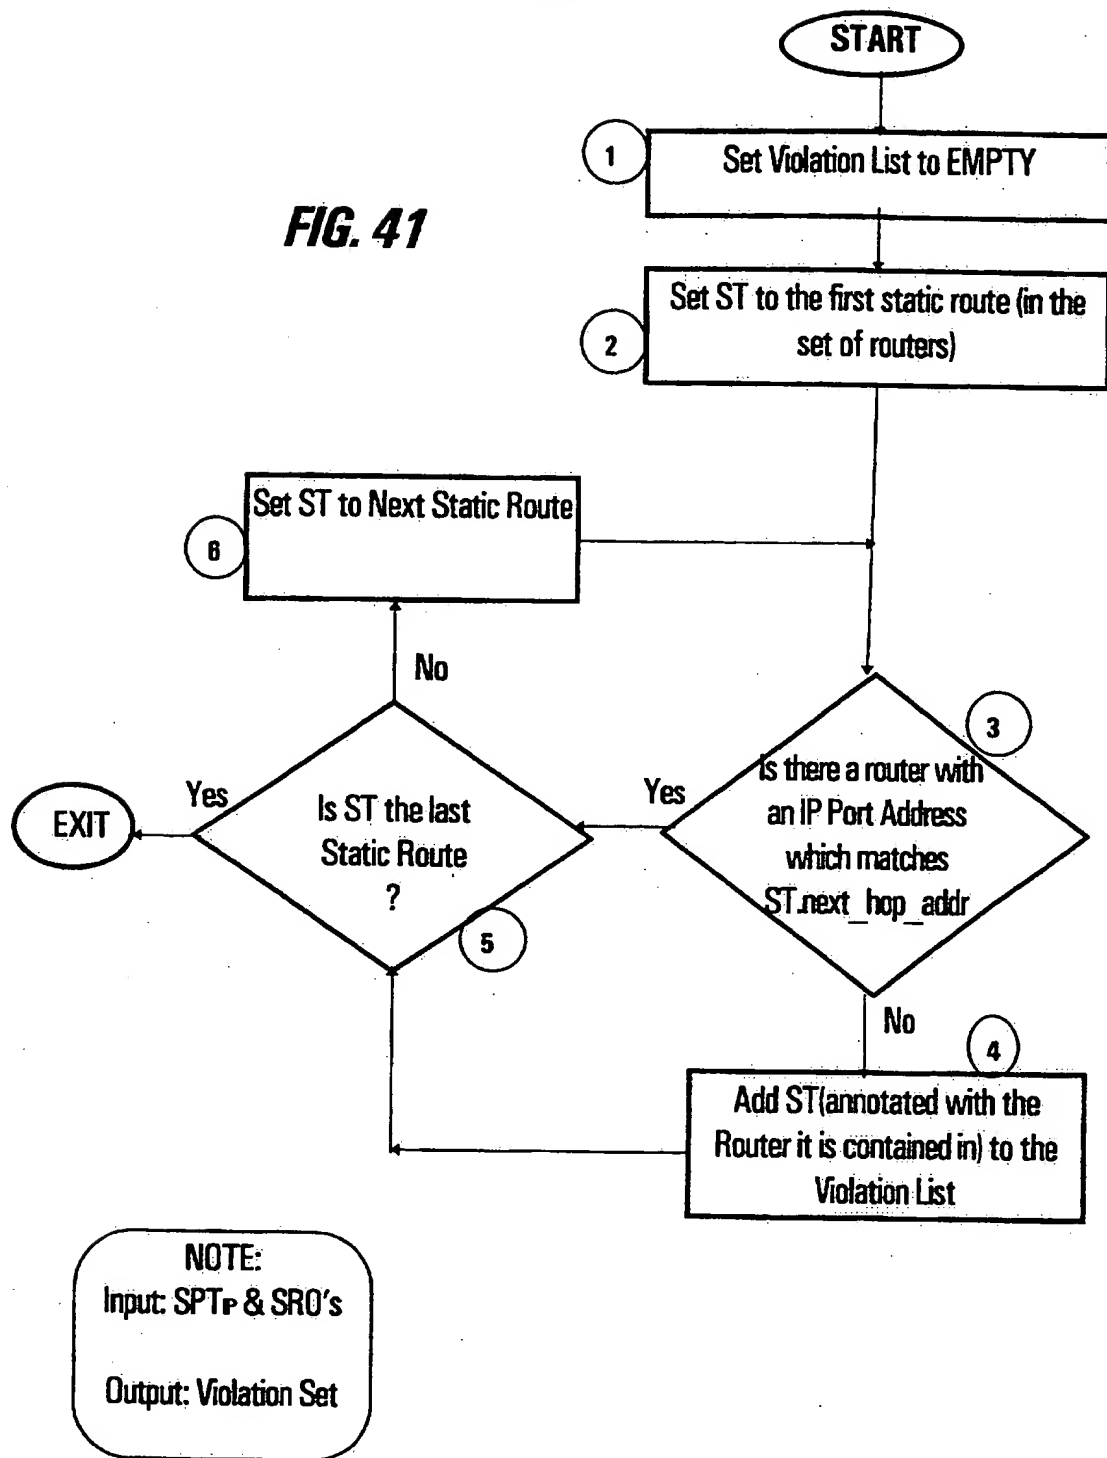 START
1
Set Violation List to EMPTY
FIG. 41
Set ST to the first static route (in the
set of routers)
2
Set ST to Next Static Route
6
No
3
Is there a router with
an IP Port Address
which matches
ST.next_hop_addr
Yes
Is ST the last
Static Route
?
Yes
EXIT
5
No
4
Add ST(annotated with the
Router it is contained in) to the
Violation List
NOTE:
Input: SPTIP & SRO's
Output: Violation Set